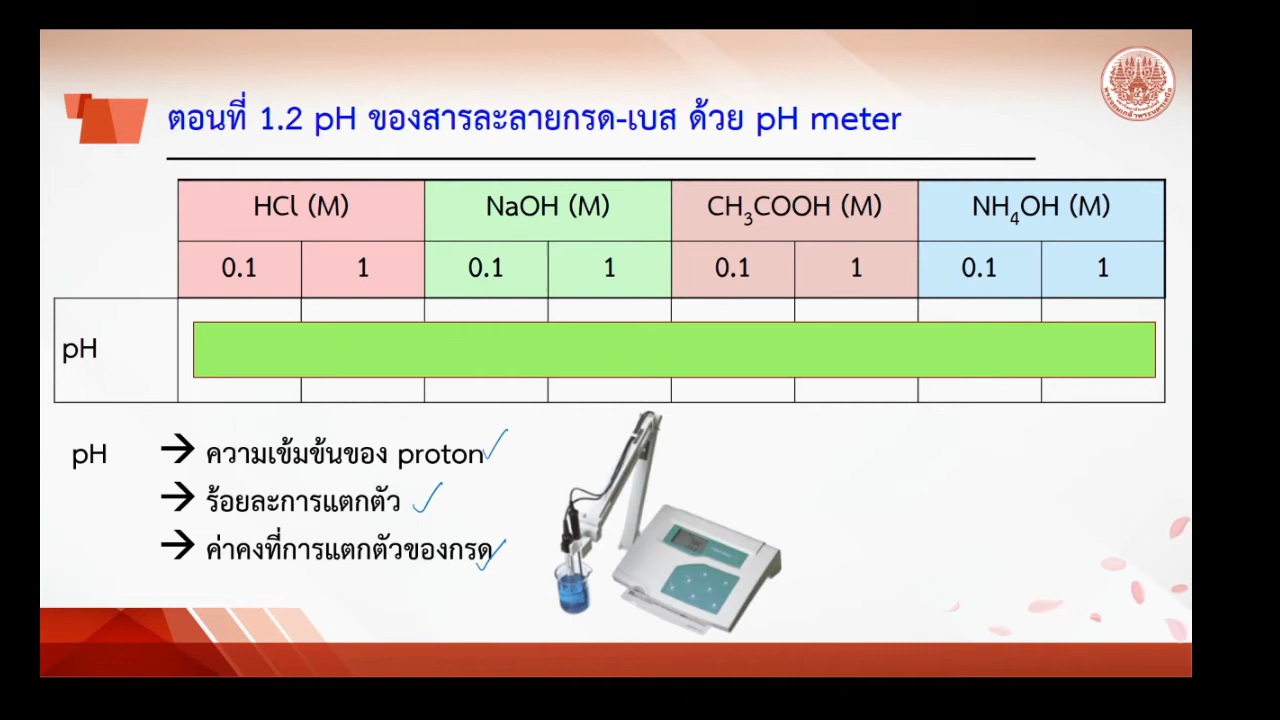 ตอนที่ 1.2 pH ของสารละลายกรด-เบส ด้วย pH meter
HCl (M) NaOH (M) CH3COOH (M) NH4OH (M)
0.1 1 0.1 1 0.1 1 0.1 1
pH
pH → ความเข้มข้นของ proton
→ ร้อยละการแตกตัว
→ ค่าคงที่การแตกตัวของกรด